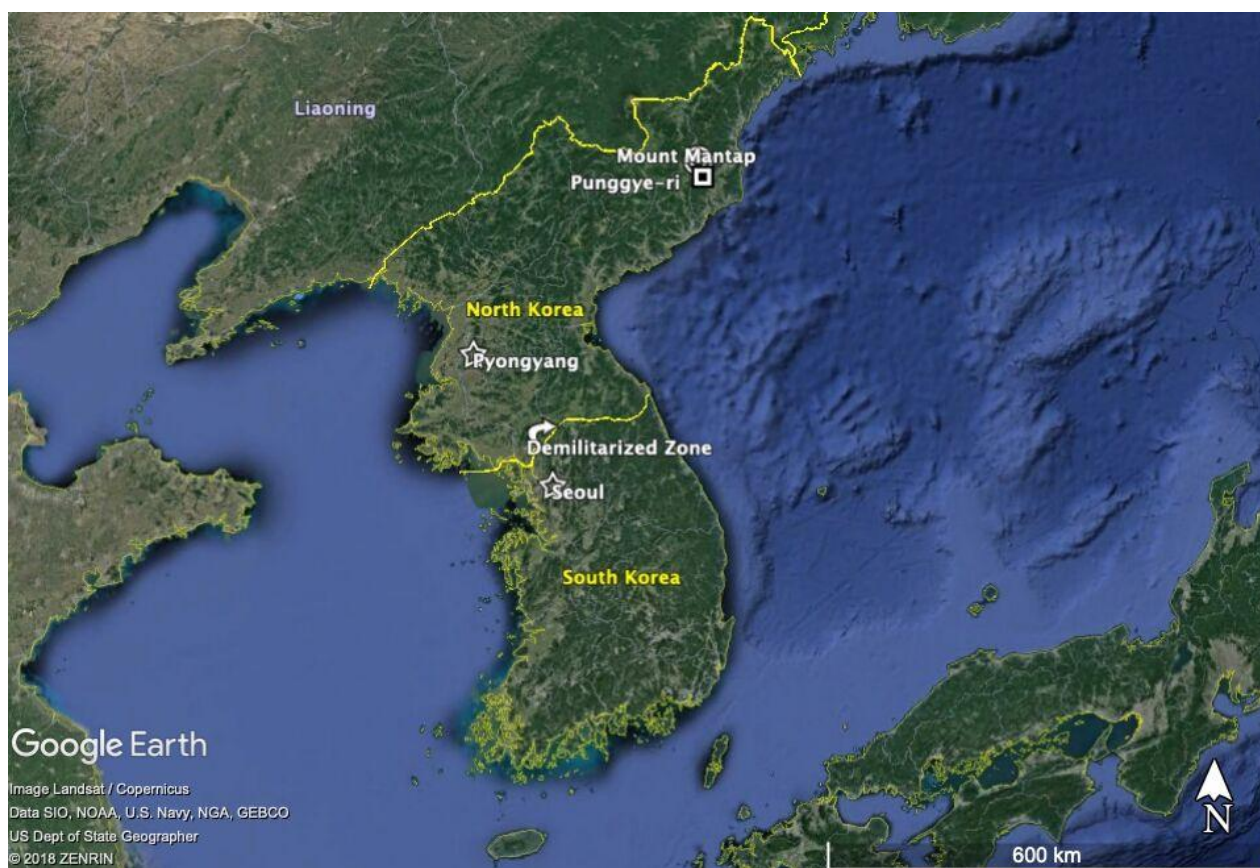 Liaoning
Mount Mantap
Punggye-ri
North Korea
Pyongyang
Demilitarized Zone
Seoul
South Korea
Google Earth
Image Landsat / Copernicus
Data SIO, NOAA, U.S. Navy, NGA, GEBCO
US Dept of State Geographer
© 2018 ZENRIN
N
600 km